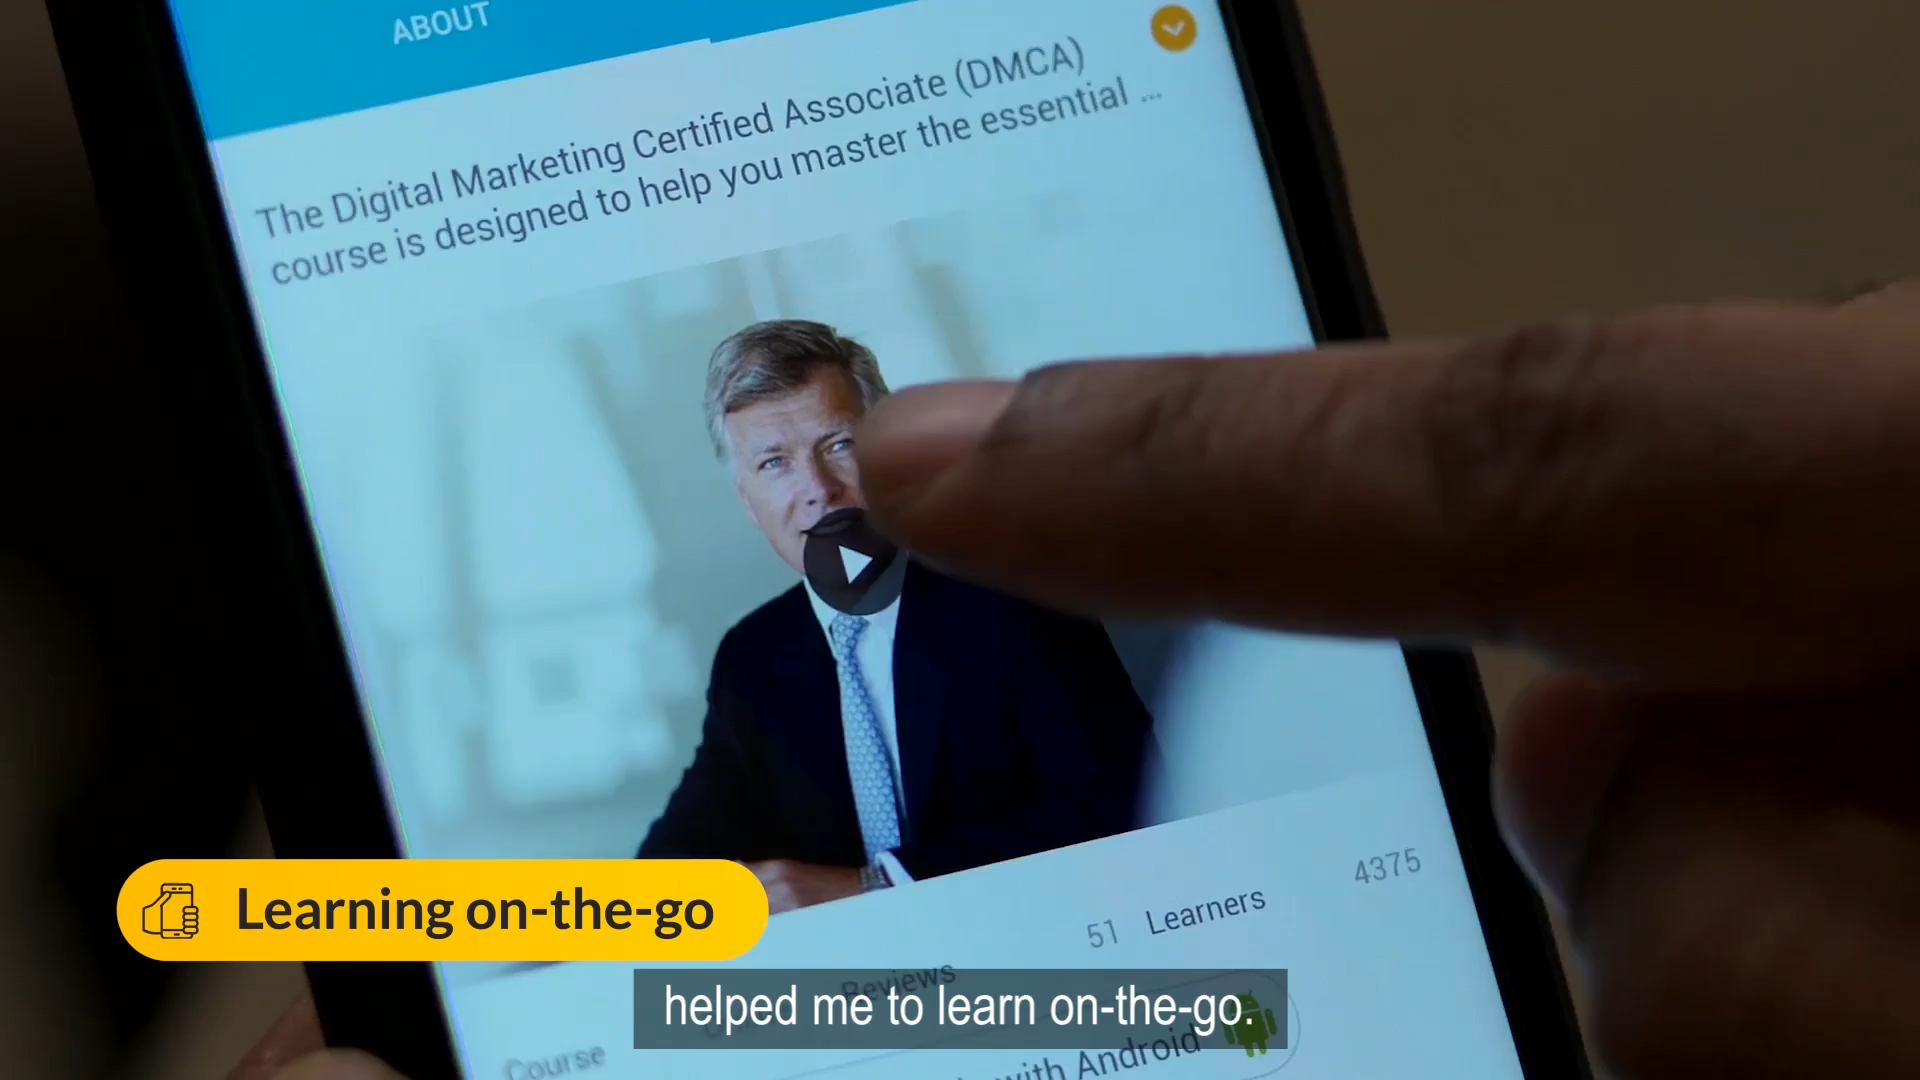 ABOUT
The Digital Marketing Certified Associate (DMCA)
course is designed to help you master the essential ...
Learning on-the-go
4375
51 Learners
Reviews
helped me to learn on-the-go.
Course
with Android